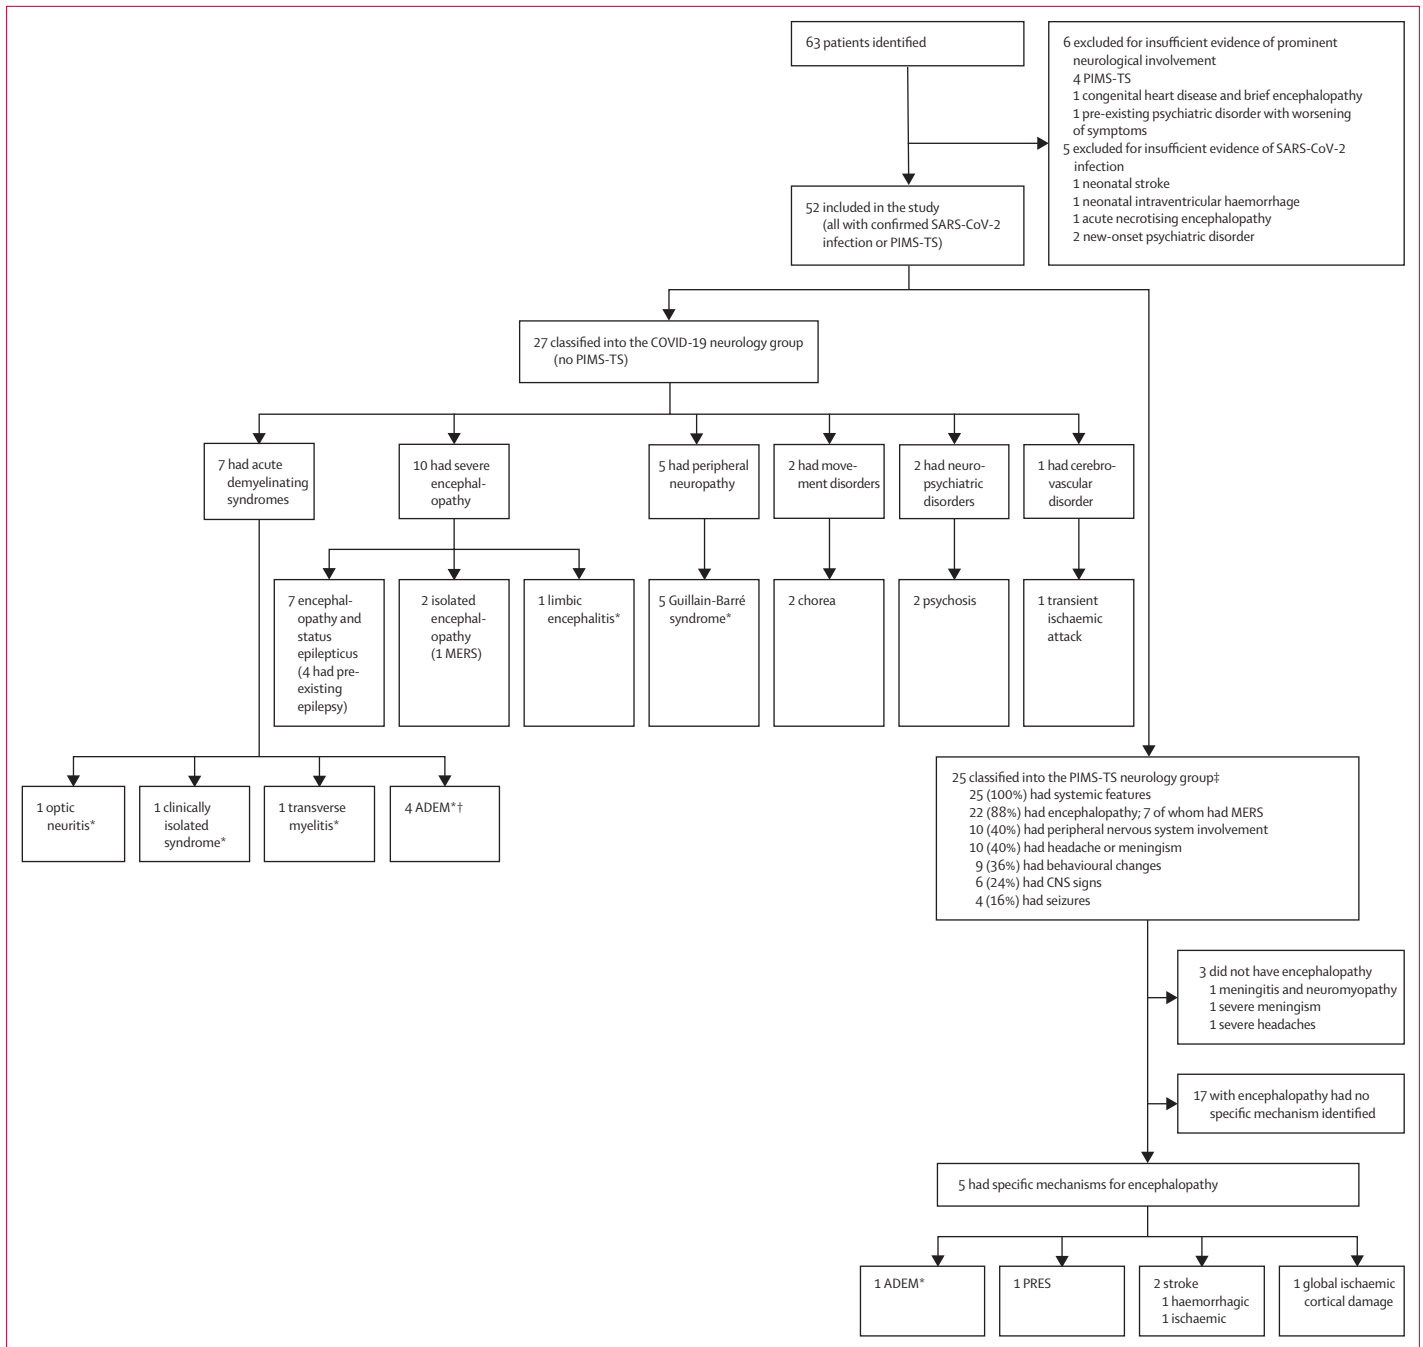 63 patients identified
6 excluded for insufficient evidence of prominent
neurological involvement
4 PIMS-TS
1 congenital heart disease and brief encephalopathy
1 pre-existing psychiatric disorder with worsening
of symptoms
5 excluded for insufficient evidence of SARS-CoV-2
infection
1 neonatal stroke
1 neonatal intraventricular haemorrhage
1 acute necrotising encephalopathy
2 new-onset psychiatric disorder
52 included in the study
(all with confirmed SARS-CoV-2
infection or PIMS-TS)
27 classified into the COVID-19 neurology group
(no PIMS-TS)
7 had acute
demyelinating
syndromes
10 had severe
encephal-
opathy
5 had peripheral
neuropathy
2 had move-
ment disorders
2 had neuro-
psychiatric
disorders
1 had cerebro-
vascular
disorder
7 encephal-
opathy and
status
epilepticus
(4 had pre-
existing
epilepsy)
2 isolated
encephal-
opathy
(1 MERS)
1 limbic
encephalitis*
5 Guillain-Barré
syndrome*
2 chorea
2 psychosis
1 transient
ischaemic
attack
1 optic
neuritis*
1 clinically
isolated
syndrome*
1 transverse
myelitis*
4 ADEM*†
25 classified into the PIMS-TS neurology group‡
25 (100%) had systemic features
22 (88%) had encephalopathy; 7 of whom had MERS
10 (40%) had peripheral nervous system involvement
10 (40%) had headache or meningism
9 (36%) had behavioural changes
6 (24%) had CNS signs
4 (16%) had seizures
3 did not have encephalopathy
1 meningitis and neuromyopathy
1 severe meningism
1 severe headaches
17 with encephalopathy had no
specific mechanism identified
5 had specific mechanisms for encephalopathy
1 ADEM*
1 PRES
2 stroke
1 haemorrhagic
1 ischaemic
1 global ischaemic
cortical damage